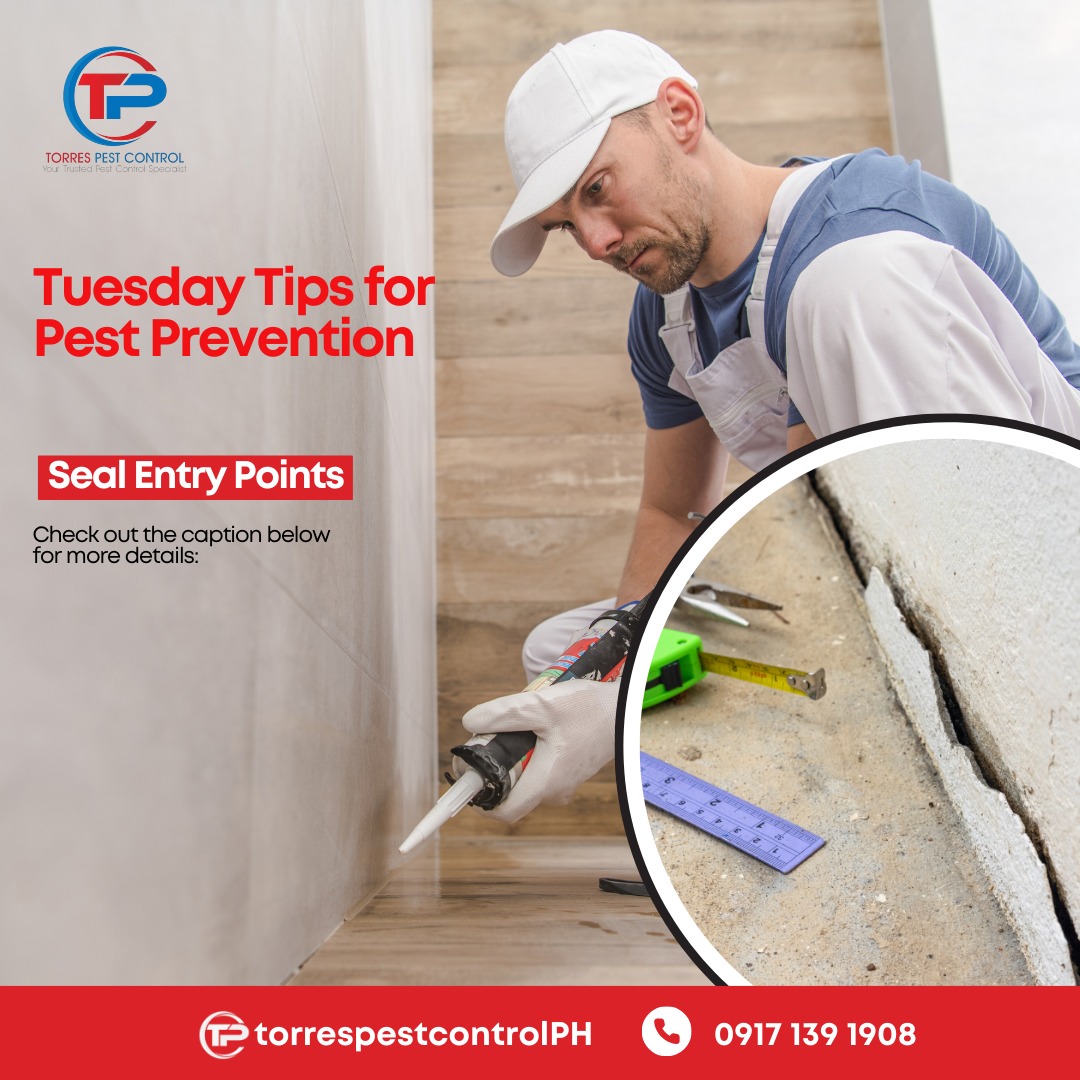 TP
TORRES PEST CONTROL
Your Trusted Pest Control Specialist
Tuesday Tips for
Pest Prevention
Seal Entry Points
Check out the caption below
for more details:
TP torrespestcontrolPH
0917 139 1908